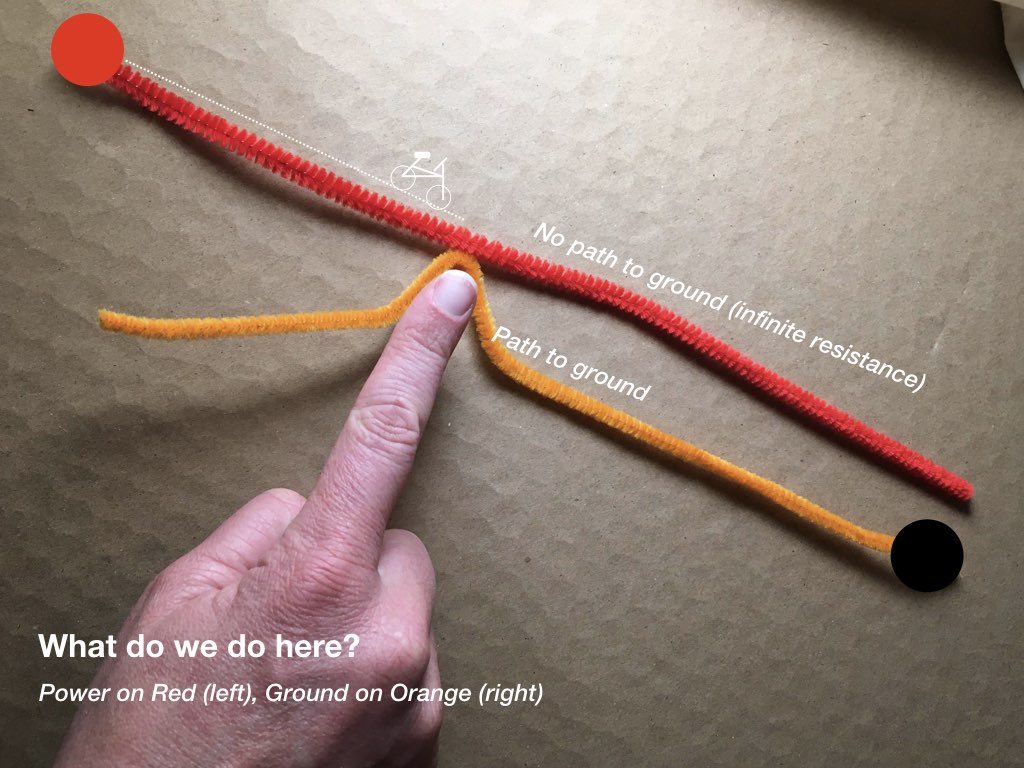 No path to ground (infinite resistance)
Path to ground
What do we do here?
Power on Red (left), Ground on Orange (right)